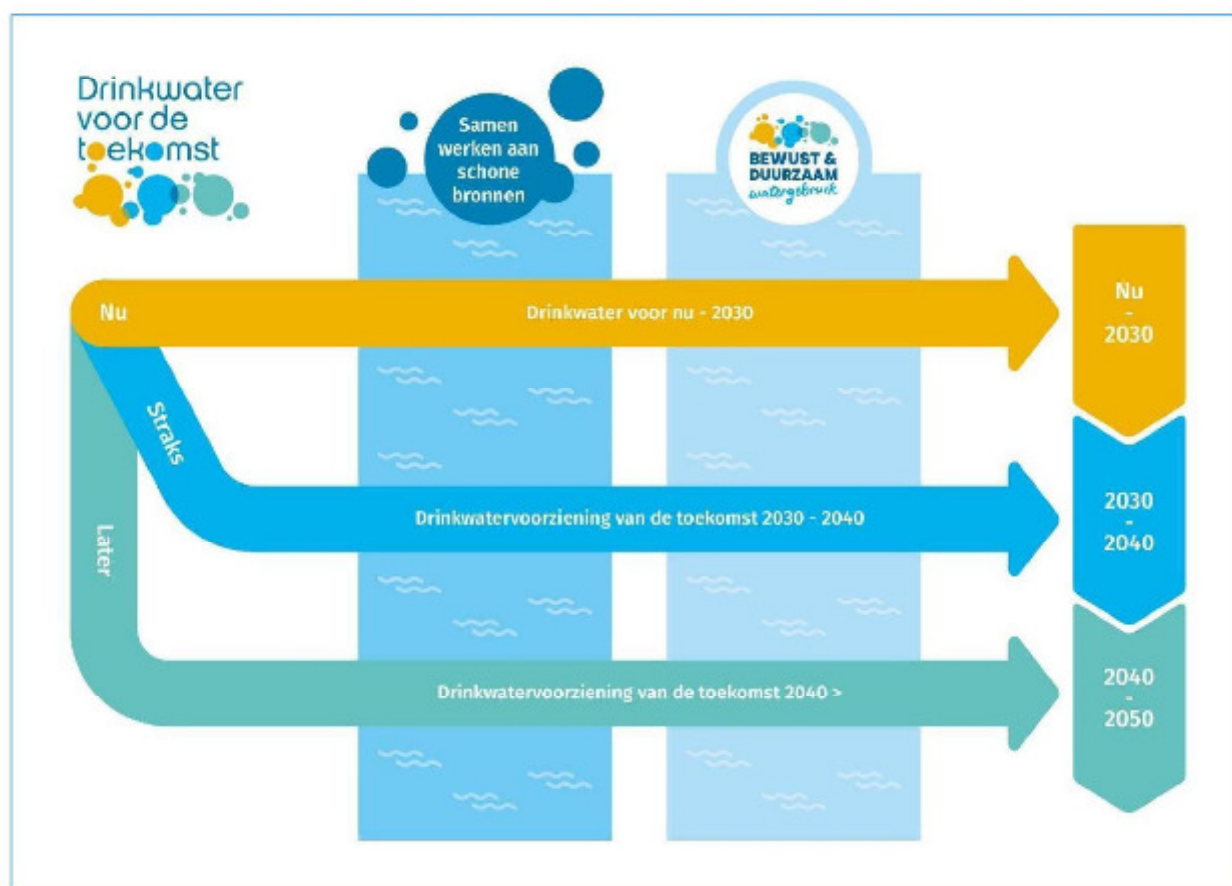 Drinkwater
voor de
toekomst
Samen
werken aan
schone
bronnen
BEWUST &
DUURZAAM
watergebruik
Nu
Drinkwater voor nu - 2030
Nu
-
2030
Straks
Drinkwatervoorziening van de toekomst 2030 - 2040
2030
-
2040
Later
Drinkwatervoorziening van de toekomst 2040 >
2040
-
2050